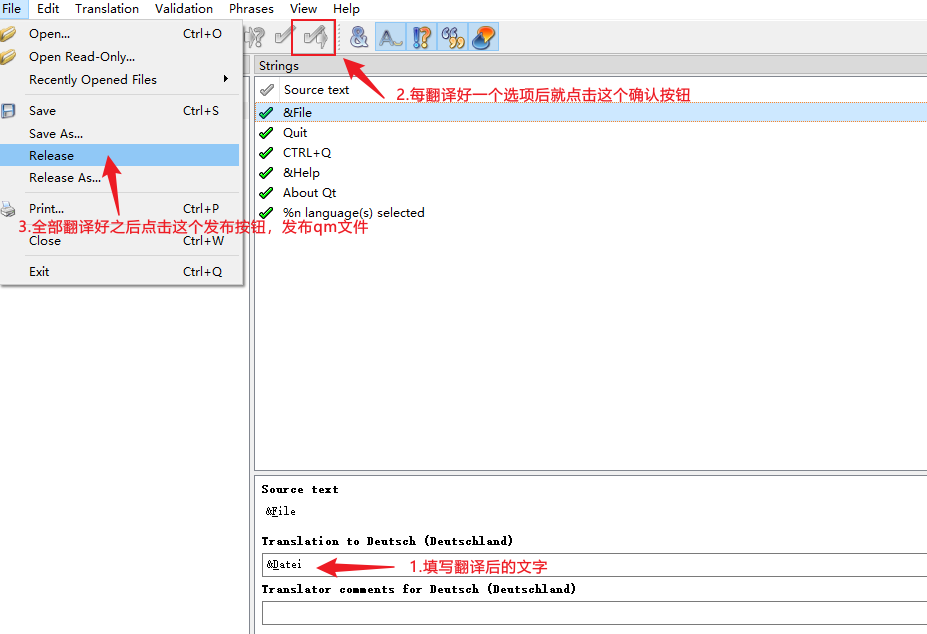 File Edit Translation Validation Phrases View Help
Open... Ctrl+O
Open Read-Only...
Recently Opened Files
Save Ctrl+S
Save As...
Release
Release As...
Print... Ctrl+P
3.全部翻译好之后点击这个发布按钮，发布qm文件
Close Ctrl+W
Exit Ctrl+Q
Strings
Source text
2.每翻译好一个选项后就点击这个确认按钮
&File
Quit
CTRL+Q
&Help
About Qt
%n language(s) selected
Source text
&File
Translation to Deutsch (Deutschland)
&Datei
1.填写翻译后的文字
Translator comments for Deutsch (Deutschland)